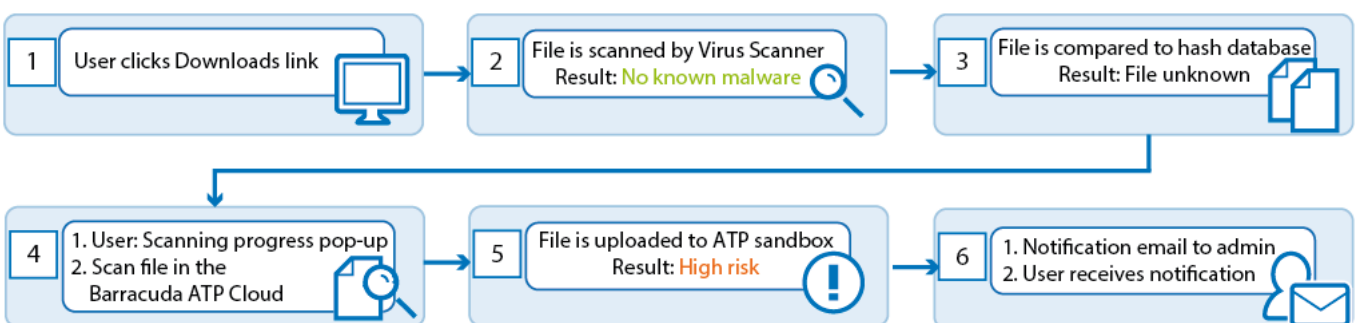 1
User clicks Downloads link
2
File is scanned by Virus Scanner
Result: No known malware
3
File is compared to hash database
Result: File unknown
4
1. User: Scanning progress pop-up
2. Scan file in the
Barracuda ATP Cloud
5
File is uploaded to ATP sandbox
Result: High risk
6
1. Notification email to admin
2. User receives notification